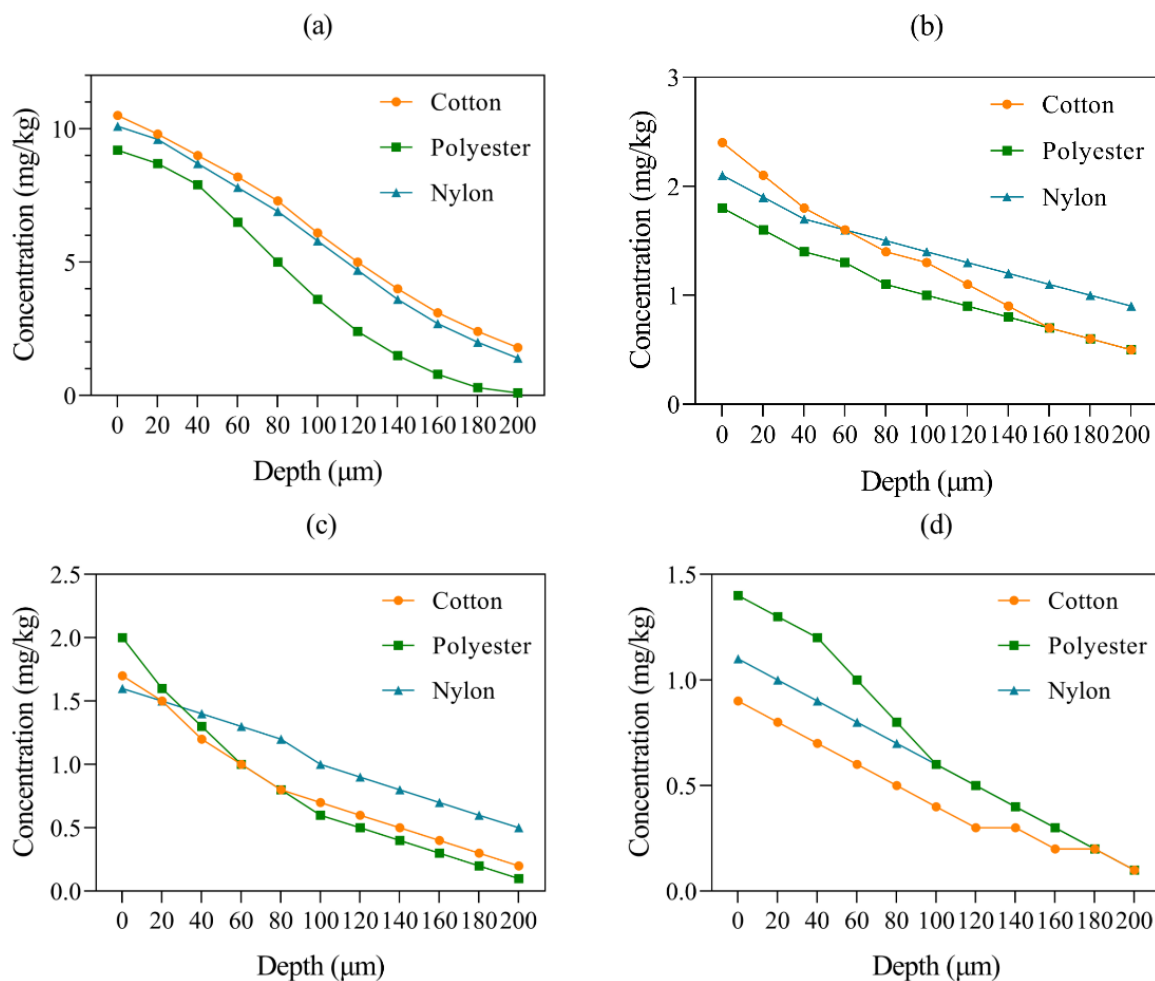 (a)
Concentration (mg/kg)
10
5
0
Cotton
Polyester
Nylon
0 20 40 60 80 100 120 140 160 180 200
Depth (μm)
(b)
Concentration (mg/kg)
3
2
1
0
Cotton
Polyester
Nylon
0 20 40 60 80 100 120 140 160 180 200
Depth (μm)
(c)
Concentration (mg/kg)
2.5
2.0
1.5
1.0
0.5
0.0
Cotton
Polyester
Nylon
0 20 40 60 80 100 120 140 160 180 200
Depth (μm)
(d)
Concentration (mg/kg)
1.5
1.0
0.5
0.0
Cotton
Polyester
Nylon
0 20 40 60 80 100 120 140 160 180 200
Depth (μm)